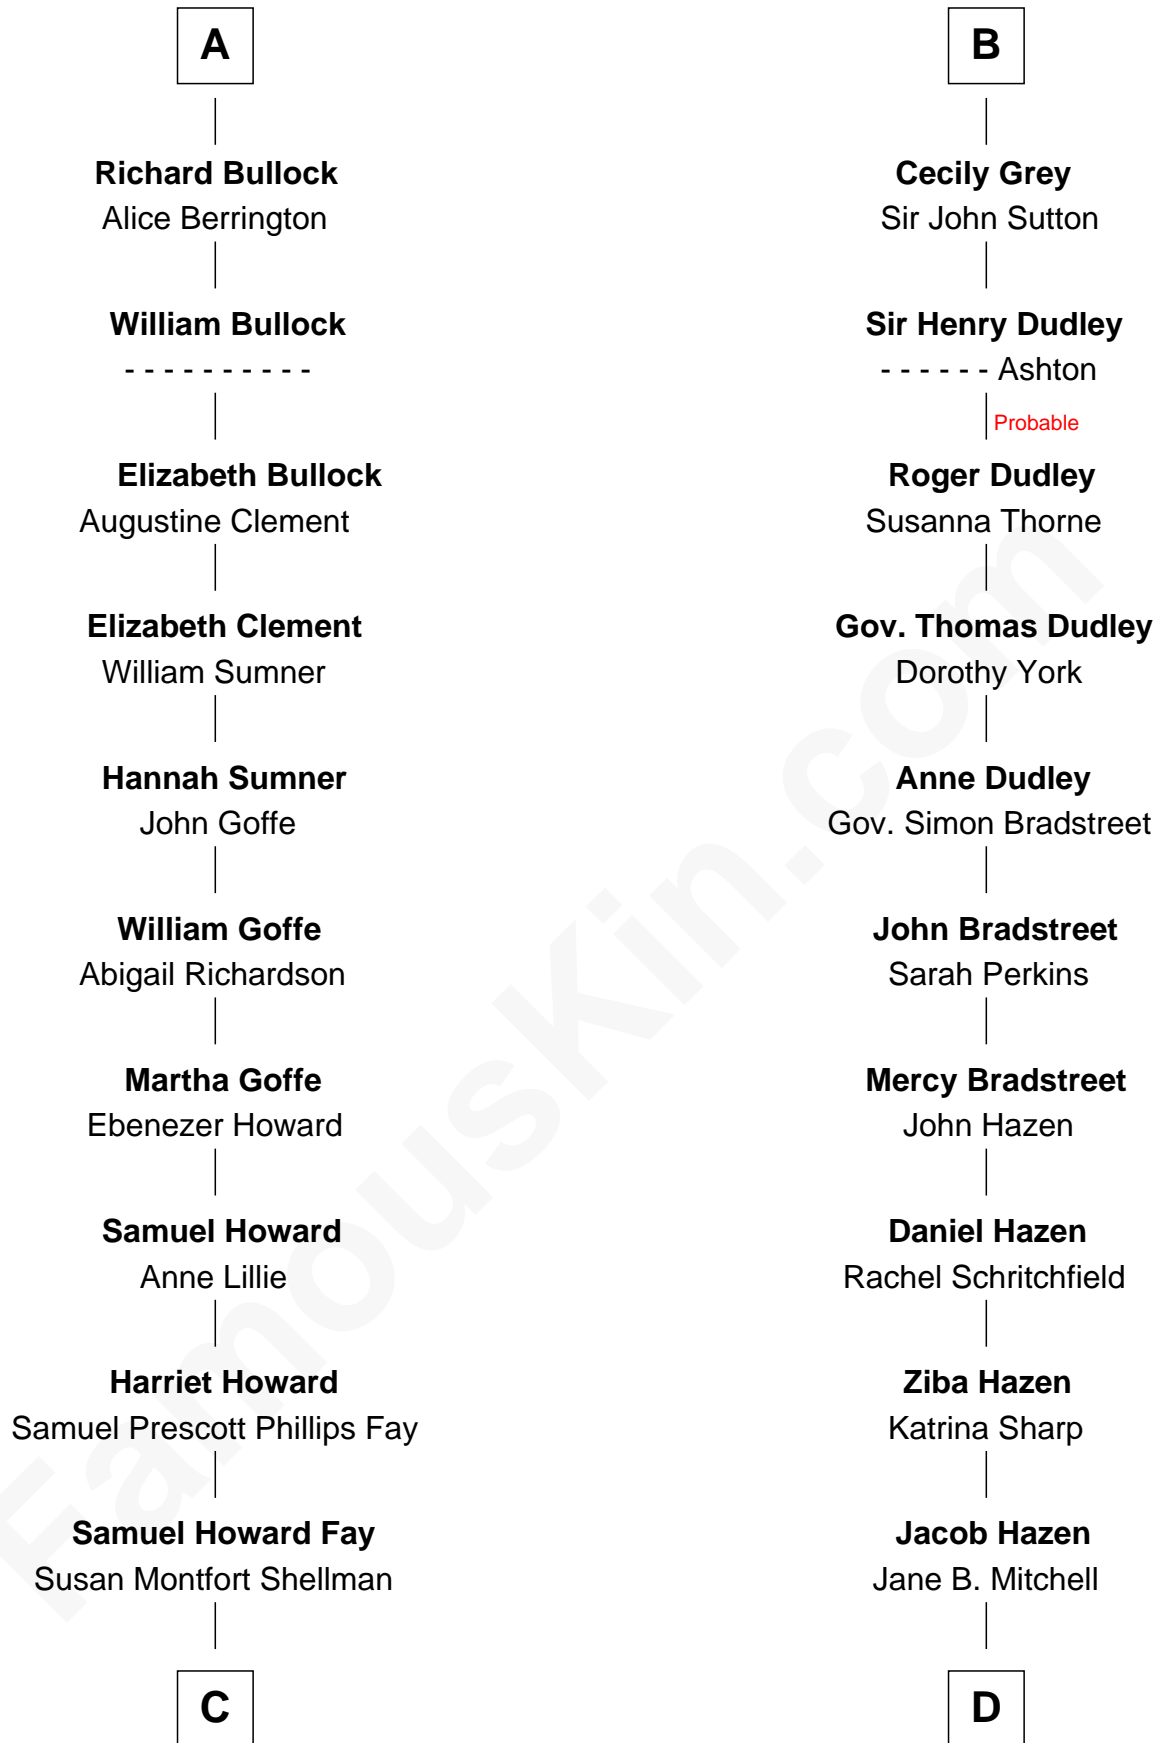 A
Richard Bullock
Alice Berrington
William Bullock
- - - - - - - - - -
Elizabeth Bullock
Augustine Clement
Elizabeth Clement
William Sumner
Hannah Sumner
John Goffe
William Goffe
Abigail Richardson
Martha Goffe
Ebenezer Howard
Samuel Howard
Anne Lillie
Harriet Howard
Samuel Prescott Phillips Fay
Samuel Howard Fay
Susan Montfort Shellman
C
B
Cecily Grey
Sir John Sutton
Sir Henry Dudley
- - - - - - Ashton
Probable
Roger Dudley
Susanna Thorne
Gov. Thomas Dudley
Dorothy York
Anne Dudley
Gov. Simon Bradstreet
John Bradstreet
Sarah Perkins
Mercy Bradstreet
John Hazen
Daniel Hazen
Rachel Schritchfield
Ziba Hazen
Katrina Sharp
Jacob Hazen
Jane B. Mitchell
D
FamousKin.com